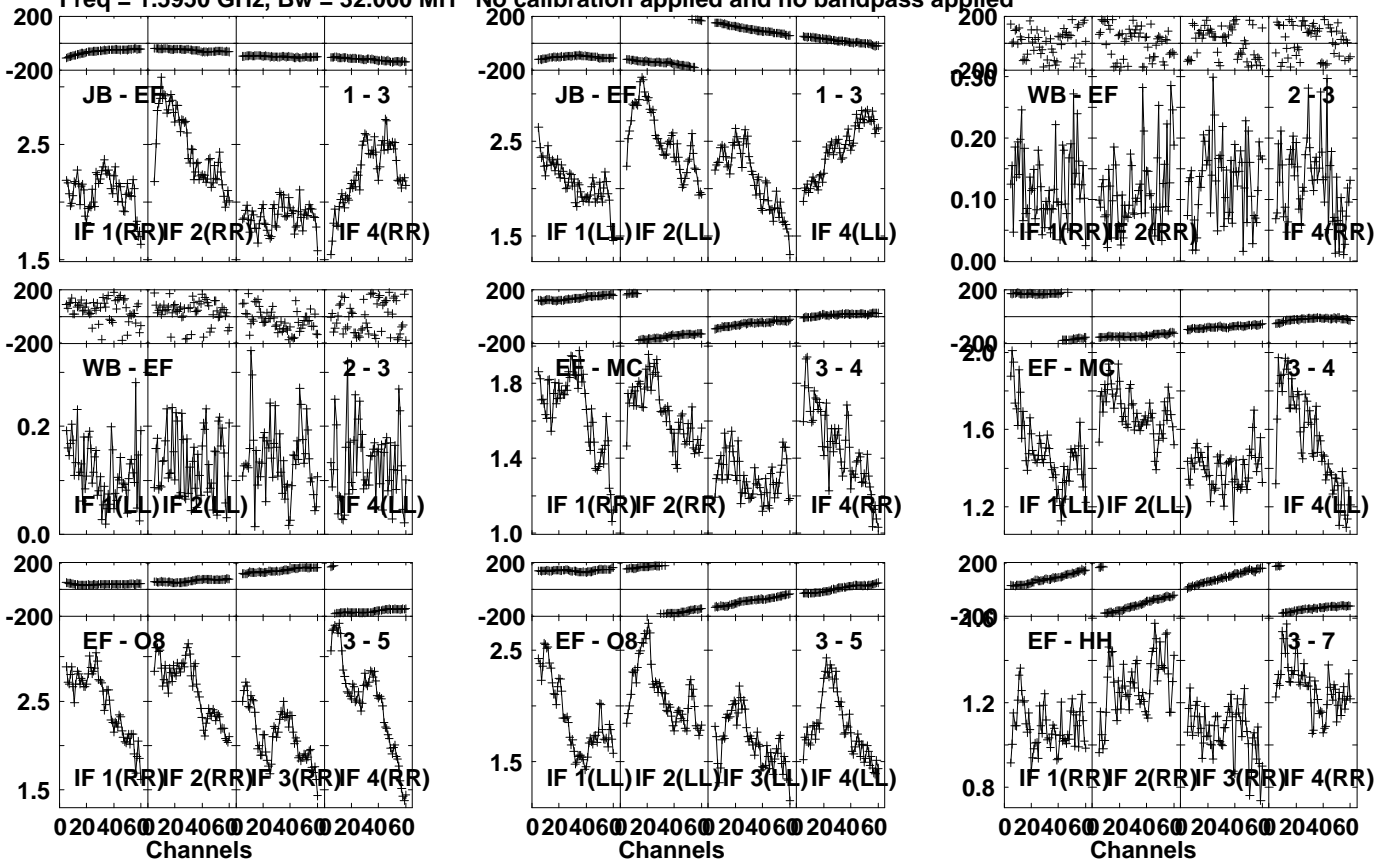 Freq = 1.5950 GHz, Bw = 32.000 MH No calibration applied and no bandpass applied
200
-200
JB - EF 1 - 3
2.5
1.5
IF 1(RR) IF 2(RR) IF 4(RR)
JB - EF 1 - 3
2.5
1.5
IF 1(LL) IF 2(LL) IF 4(LL)
200
-200
0.30
WB - EF 2 - 3
0.20
0.10
0.00
IF 1(RR) IF 2(RR) IF 4(RR)
200
-200
WB - EF 2 - 3
0.2
0.0
IF 1(LL) IF 2(LL) IF 4(LL)
200
-200
EF - MC 3 - 4
1.8
1.4
1.0
IF 1(RR) IF 2(RR) IF 4(RR)
200
-200
2.0
EF - MC 3 - 4
1.6
1.2
IF 1(LL) IF 2(LL) IF 4(LL)
200
-200
EF - O8 3 - 5
2.5
1.5
IF 1(RR) IF 2(RR) IF 3(RR) IF 4(RR)
0 20 40 60 0 20 40 60 0 20 40 60 0 20 40 60
Channels
200
-200
EF - O8 3 - 5
2.5
1.5
IF 1(LL) IF 2(LL) IF 3(LL) IF 4(LL)
0 20 40 60 0 20 40 60 0 20 40 60 0 20 40 60
Channels
200
-200
1.6
EF - HH 3 - 7
1.2
0.8
IF 1(RR) IF 2(RR) IF 3(RR) IF 4(RR)
0 20 40 60 0 20 40 60 0 20 40 60 0 20 40 60
Channels